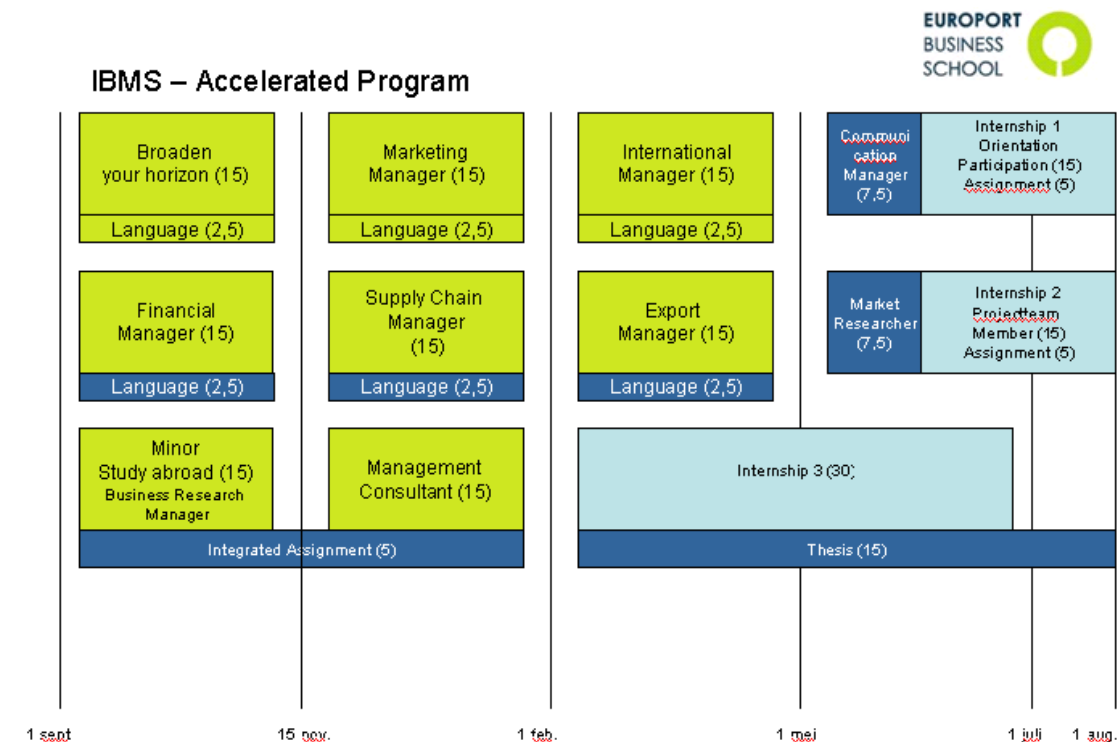 EUROPORT
BUSINESS
SCHOOL
IBMS – Accelerated Program
Broaden
your horizon (15)
Language (2,5)
Marketing
Manager (15)
Language (2,5)
International
Manager (15)
Language (2,5)
Communi
cation
Manager
(7,5)
Internship 1
Orientation
Participation (15)
Assignment (5)
Financial
Manager (15)
Language (2,5)
Supply Chain
Manager
(15)
Language (2,5)
Export
Manager (15)
Language (2,5)
Market
Researcher
(7,5)
Internship 2
Projectteam
Member (15)
Assignment (5)
Minor
Study abroad (15)
Business Research
Manager
Management
Consultant (15)
Integrated Assignment (5)
Internship 3 (30)
Thesis (15)
1 sept
15 nov.
1 feb.
1 mei
1 juli
1 aug.